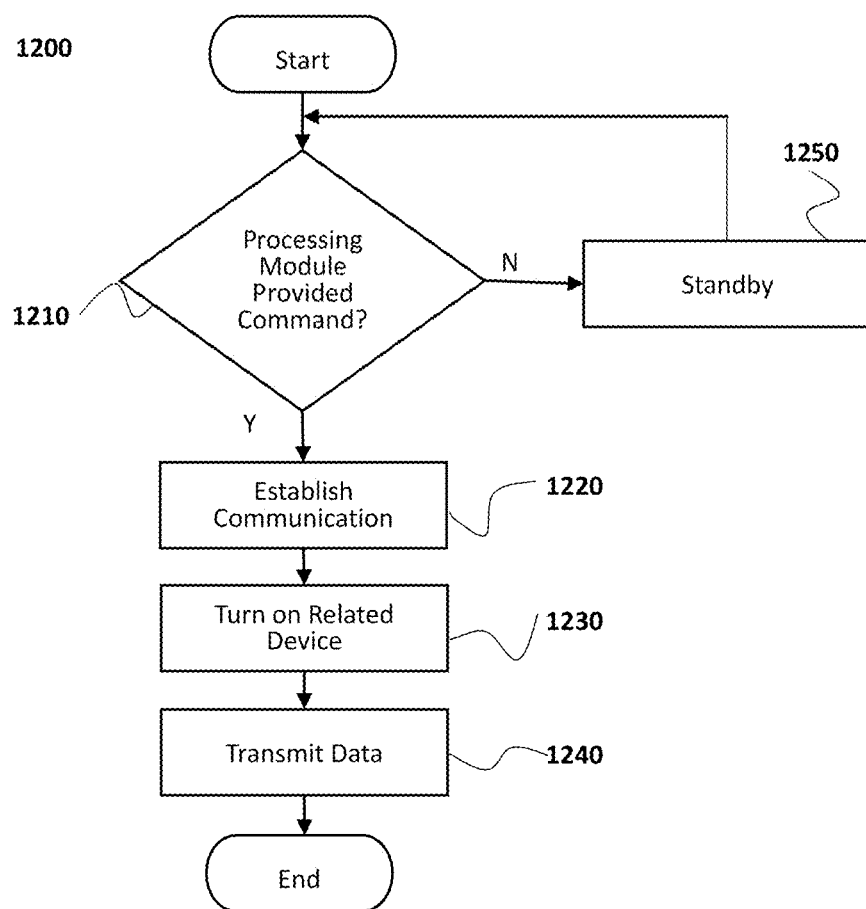 1200
Start
1250
Processing
Module
Provided
Command?
N
Standby
1210
Y
Establish
Communication
1220
Turn on Related
Device
1230
Transmit Data
1240
End